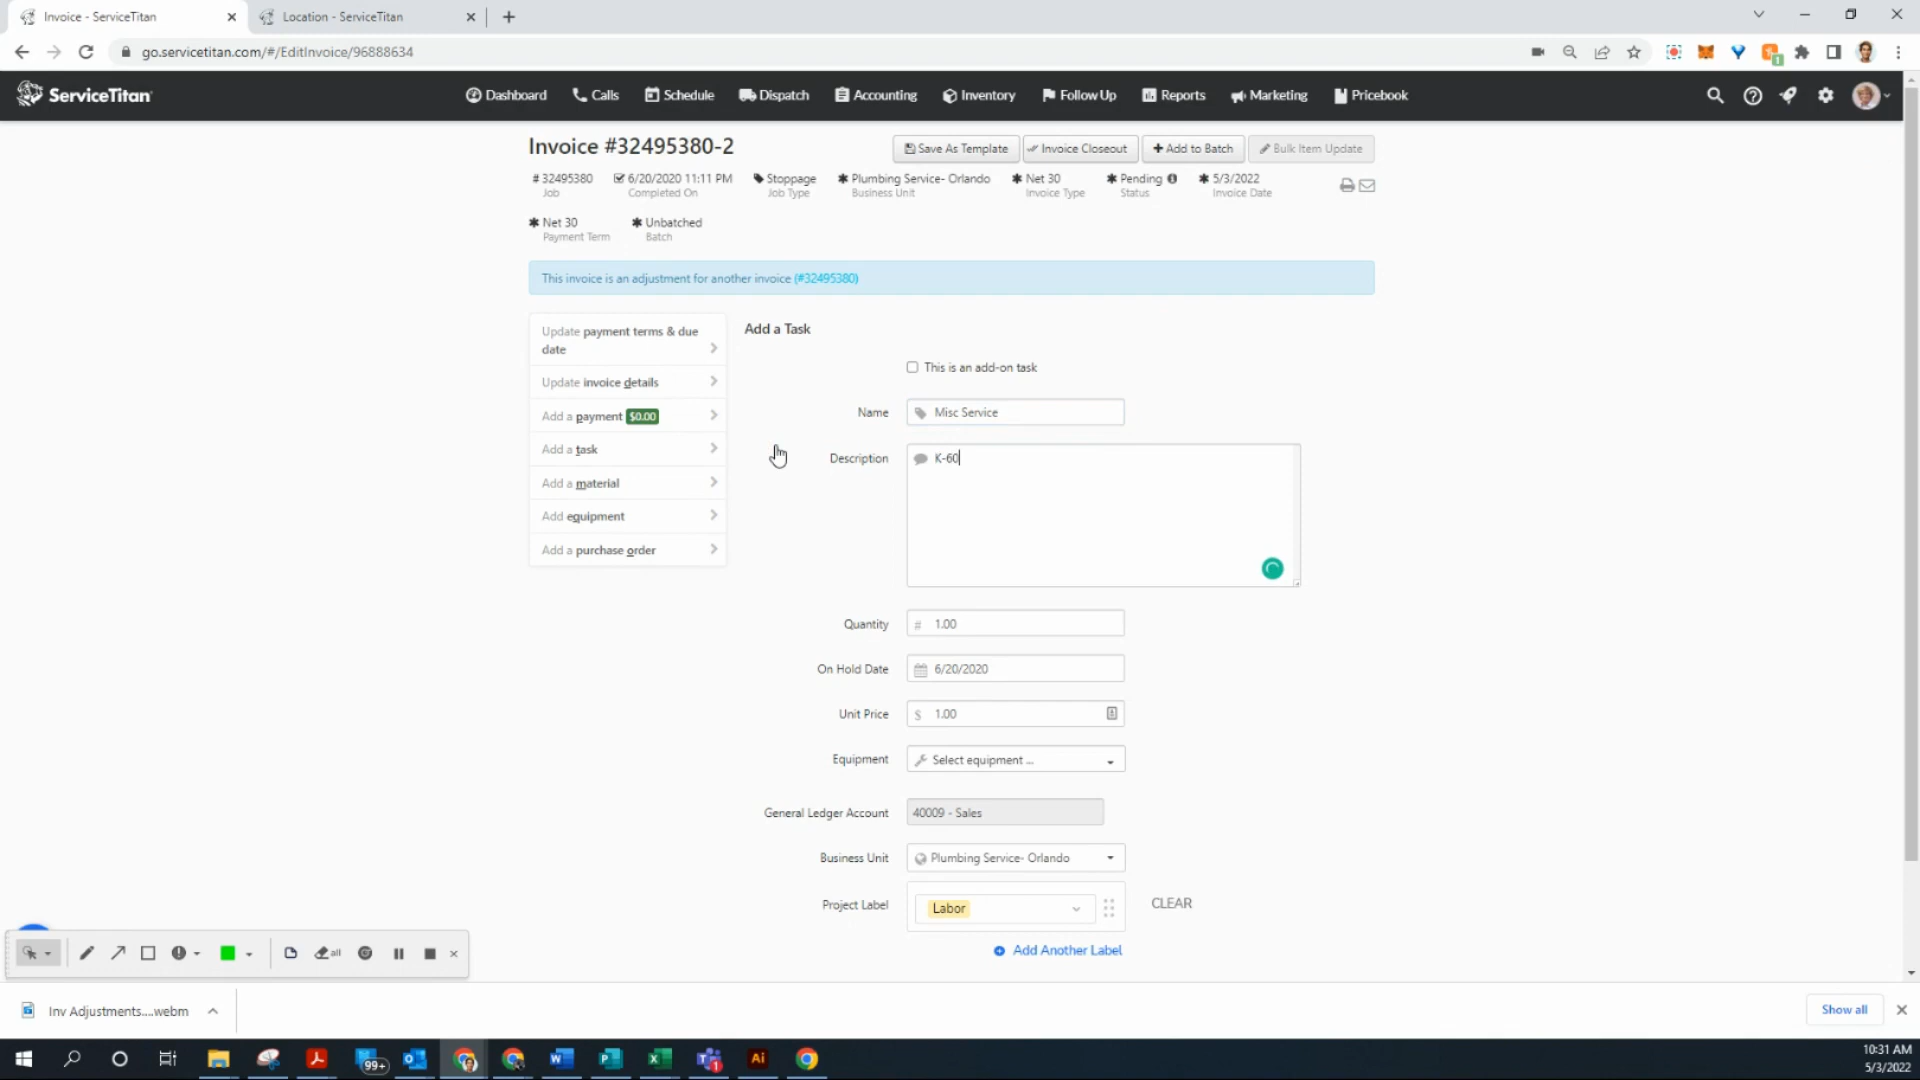 Invoice - ServiceTitan
Location - ServiceTitan
go.servicetitan.com/#/EditInvoice/96888634
1
ServiceTitan
Dashboard
Calls
Schedule
Dispatch
Accounting
Inventory
Follow Up
Reports
Marketing
Pricebook
Invoice #32495380-2
Save As Template
Invoice Closeout
Add to Batch
Bulk Item Update
# 32495380
Job
6/20/2020 11:11 PM
Completed On
Stoppage
Job Type
Plumbing Service- Orlando
Business Unit
Net 30
Invoice Type
Pending
Status
5/3/2022
Invoice Date
Net 30
Payment Term
Unbatched
Batch
This invoice is an adjustment for another invoice (#32495380)
Update payment terms & due
date
Update invoice details
Add a payment $0.00
Add a task
Add a material
Add equipment
Add a purchase order
Add a Task
This is an add-on task
Name
Misc Service
Description
K-60
Quantity
# 1.00
On Hold Date
6/20/2020
Unit Price
$ 1.00
Equipment
Select equipment ...
General Ledger Account
40009 - Sales
Business Unit
Plumbing Service- Orlando
Project Label
Labor
CLEAR
Add Another Label
all
Inv Adjustments....webm
Show all
99+
10:31 AM
5/3/2022